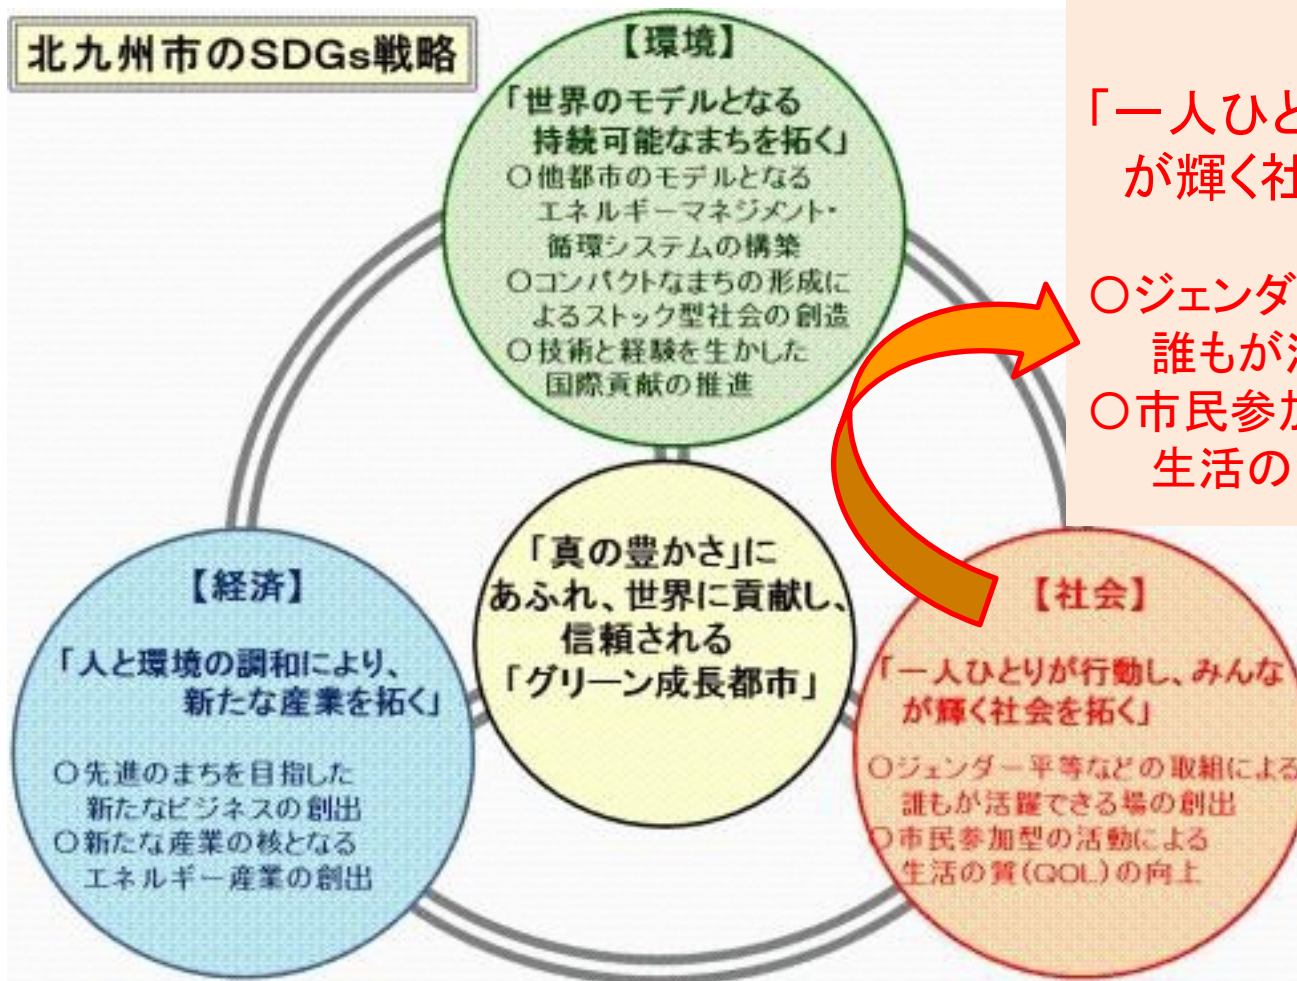 北九州市のSDGs戦略
【環境】
「世界のモデルとなる
持続可能なまちを拓く」
○他都市のモデルとなる
エネルギーマネジメント・
循環システムの構築
○コンパクトなまちの形成に
よるストック型社会の創造
○技術と経験を生かした
国際貢献の推進
「一人ひと
が輝く社
○ジェンダ
誰もが
○市民参
生活の
「真の豊かさ」に
あふれ、世界に貢献し、
信頼される
「グリーン成長都市」
【経済】
「人と環境の調和により、
新たな産業を拓く」
○先進のまちを目指した
新たなビジネスの創出
○新たな産業の核となる
エネルギー産業の創出
【社会】
「一人ひとりが行動し、みんな
が輝く社会を拓く」
○ジェンダー平等などの取組による
誰もが活躍できる場の創出
○市民参加型の活動による
生活の質(QOL)の向上